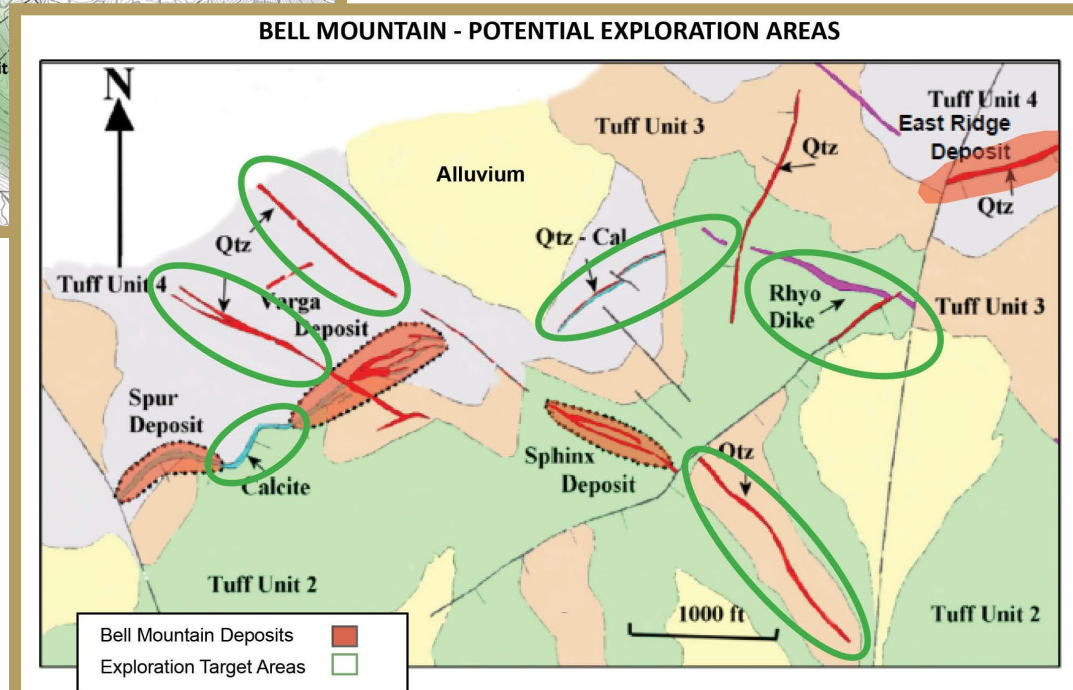 BELL MOUNTAIN - POTENTIAL EXPLORATION AREAS
it
N
Tuff Unit 4
East Ridge
Deposit
Tuff Unit 3
Qtz
Alluvium
Qtz
Qtz
Qtz - Cal
Tuff Unit 4
Varga
Deposit
Rhyo
Dike
Tuff Unit 3
Spur
Deposit
Sphinx
Deposit
Qtz
Calcite
Tuff Unit 2
1000 ft
Tuff Unit 2
Bell Mountain Deposits
Exploration Target Areas